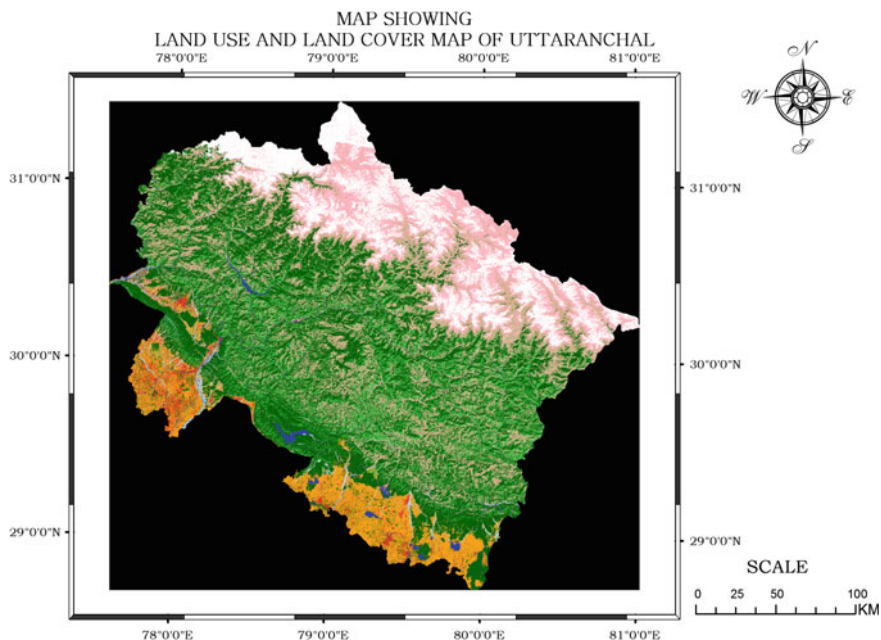 MAP SHOWING
LAND USE AND LAND COVER MAP OF UTTARANCHAL
78°0'0"E 79°0'0"E 80°0'0"E 81°0'0"E
N
W E
S
31°0'0"N 31°0'0"N
30°0'0"N 30°0'0"N
29°0'0"N 29°0'0"N
SCALE
0 25 50 100
KM
78°0'0"E 79°0'0"E 80°0'0"E 81°0'0"E